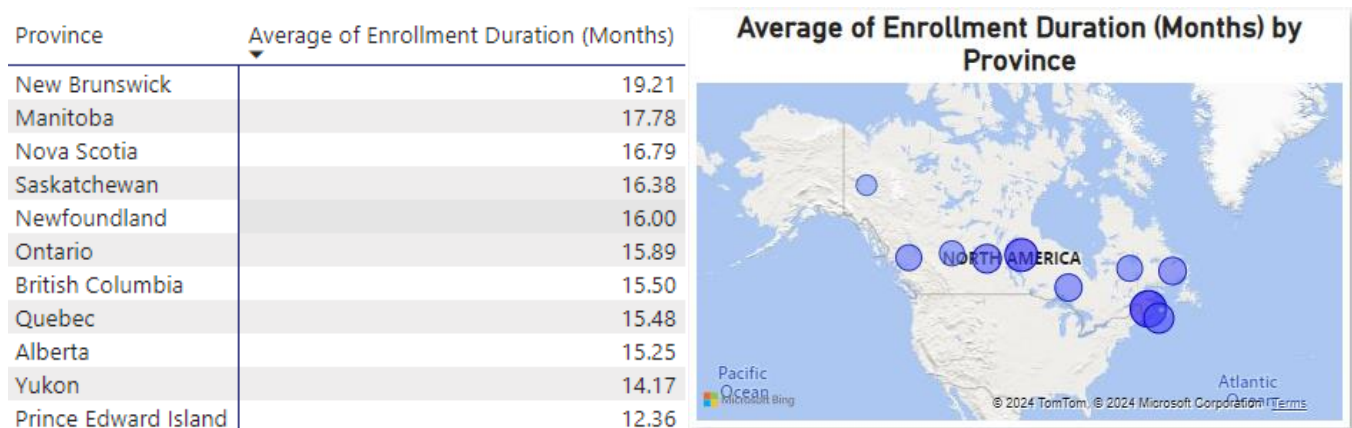 Province Average of Enrollment Duration (Months)
New Brunswick 19.21
Manitoba 17.78
Nova Scotia 16.79
Saskatchewan 16.38
Newfoundland 16.00
Ontario 15.89
British Columbia 15.50
Quebec 15.48
Alberta 15.25
Yukon 14.17
Prince Edward Island 12.36
Average of Enrollment Duration (Months) by
Province
NORTH AMERICA
Pacific
Ocean
Microsoft Bing
Atlantic
Ocean
© 2024 TomTom, © 2024 Microsoft Corporation Terms